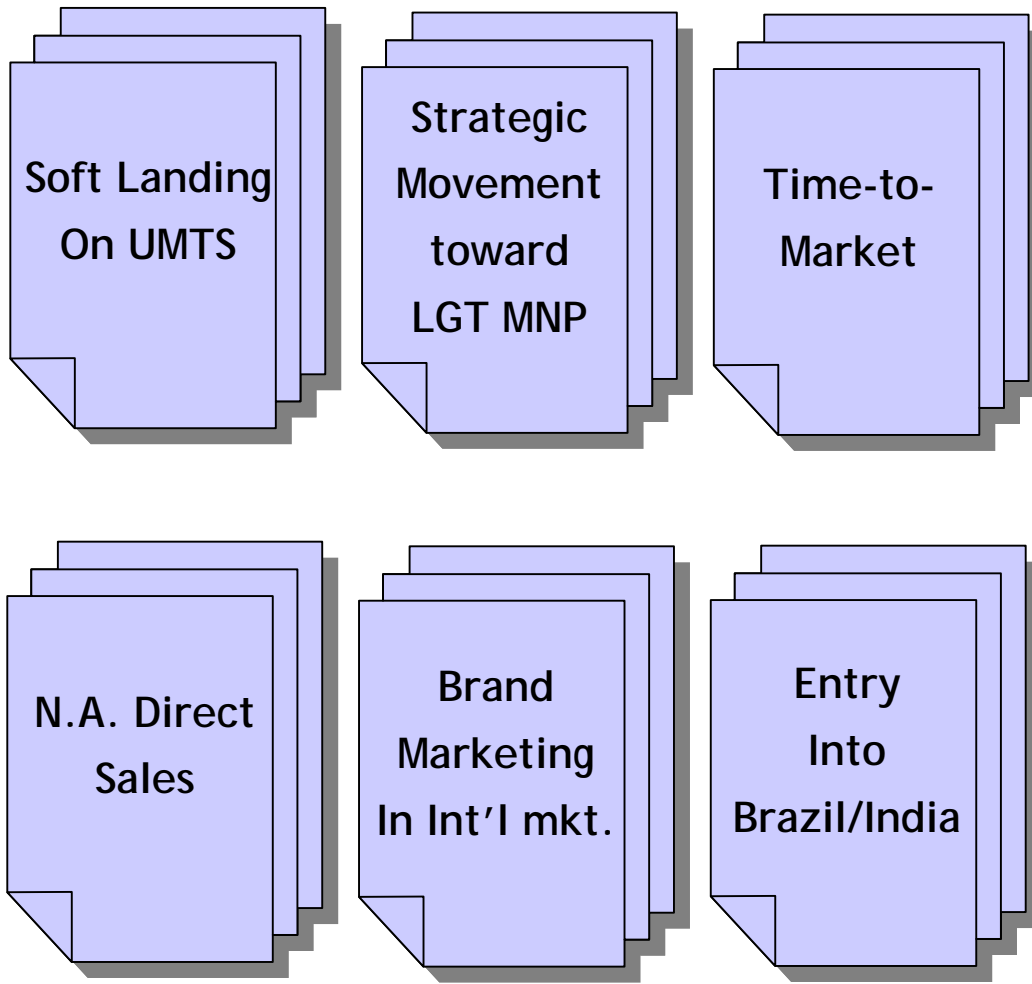 Soft Landing
On UMTS
Strategic
Movement
toward
LGT MNP
Time-to-
Market
N.A. Direct
Sales
Brand
Marketing
In Int'l mkt.
Entry
Into
Brazil/India